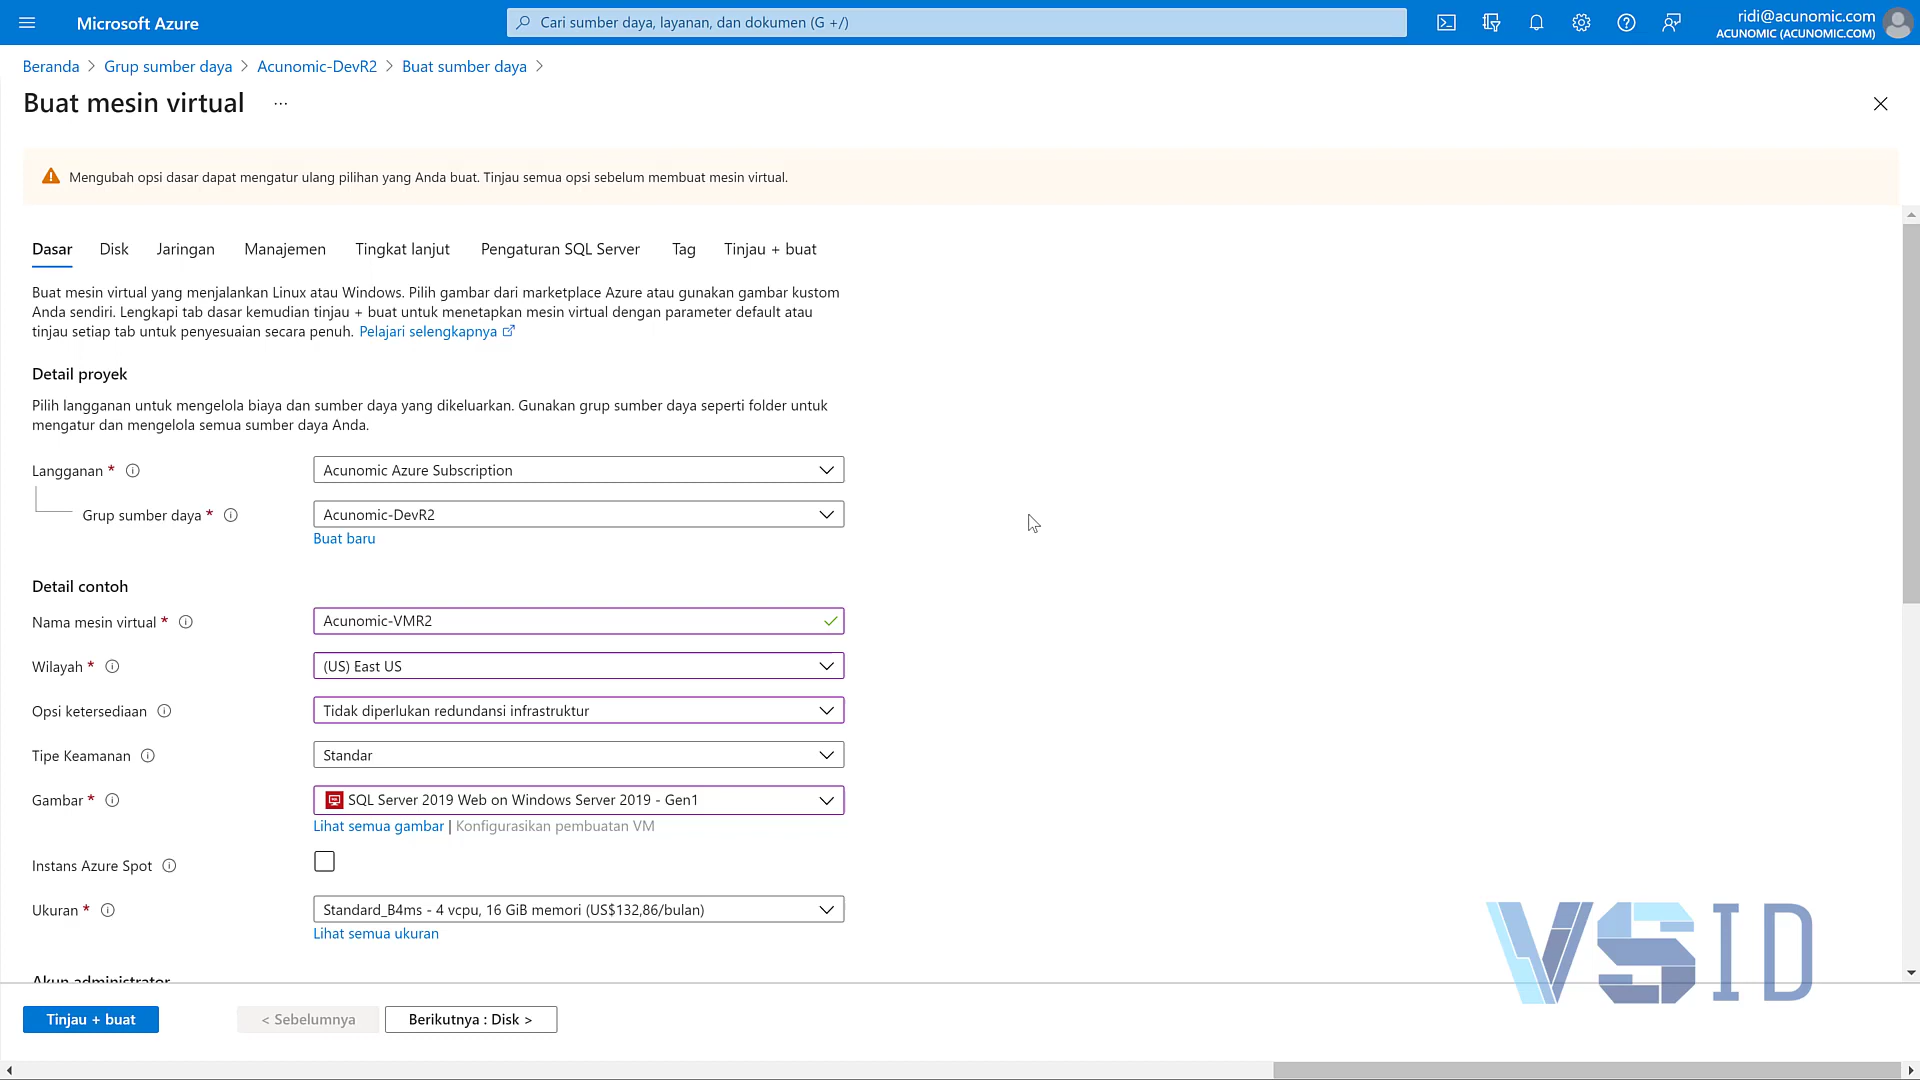 Microsoft Azure
Cari sumber daya, layanan, dan dokumen (G +/)
ridi@acunomic.com
ACUNOMIC (ACUNOMIC.COM)
Beranda > Grup sumber daya > Acunomic-DevR2 > Buat sumber daya >
Buat mesin virtual ...
Mengubah opsi dasar dapat mengatur ulang pilihan yang Anda buat. Tinjau semua opsi sebelum membuat mesin virtual.
Dasar Disk Jaringan Manajemen Tingkat lanjut Pengaturan SQL Server Tag Tinjau + buat
Buat mesin virtual yang menjalankan Linux atau Windows. Pilih gambar dari marketplace Azure atau gunakan gambar kustom
Anda sendiri. Lengkapi tab dasar kemudian tinjau + buat untuk menetapkan mesin virtual dengan parameter default atau
tinjau setiap tab untuk penyesuaian secara penuh. Pelajari selengkapnya
Detail proyek
Pilih langganan untuk mengelola biaya dan sumber daya yang dikeluarkan. Gunakan grup sumber daya seperti folder untuk
mengatur dan mengelola semua sumber daya Anda.
Langganan * Acunomic Azure Subscription
Grup sumber daya * Acunomic-DevR2
Buat baru
Detail contoh
Nama mesin virtual * Acunomic-VMR2
Wilayah * (US) East US
Opsi ketersediaan Tidak diperlukan redundansi infrastruktur
Tipe Keamanan Standar
Gambar * SQL Server 2019 Web on Windows Server 2019 - Gen1
Lihat semua gambar | Konfigurasikan pembuatan VM
Instans Azure Spot
Ukuran * Standard_B4ms - 4 vcpu, 16 GiB memori (US$132,86/bulan)
Lihat semua ukuran
Akun administrator
VSID
Tinjau + buat < Sebelumnya Berikutnya : Disk >